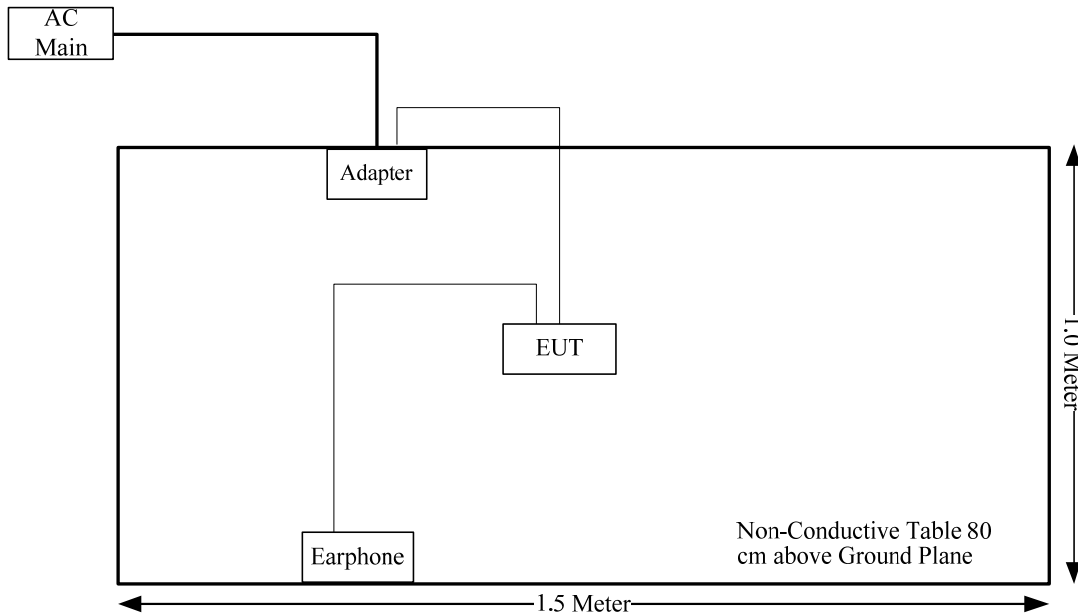 AC
Main
Adapter
EUT
1.0 Meter
Earphone
Non-Conductive Table 80
cm above Ground Plane
1.5 Meter